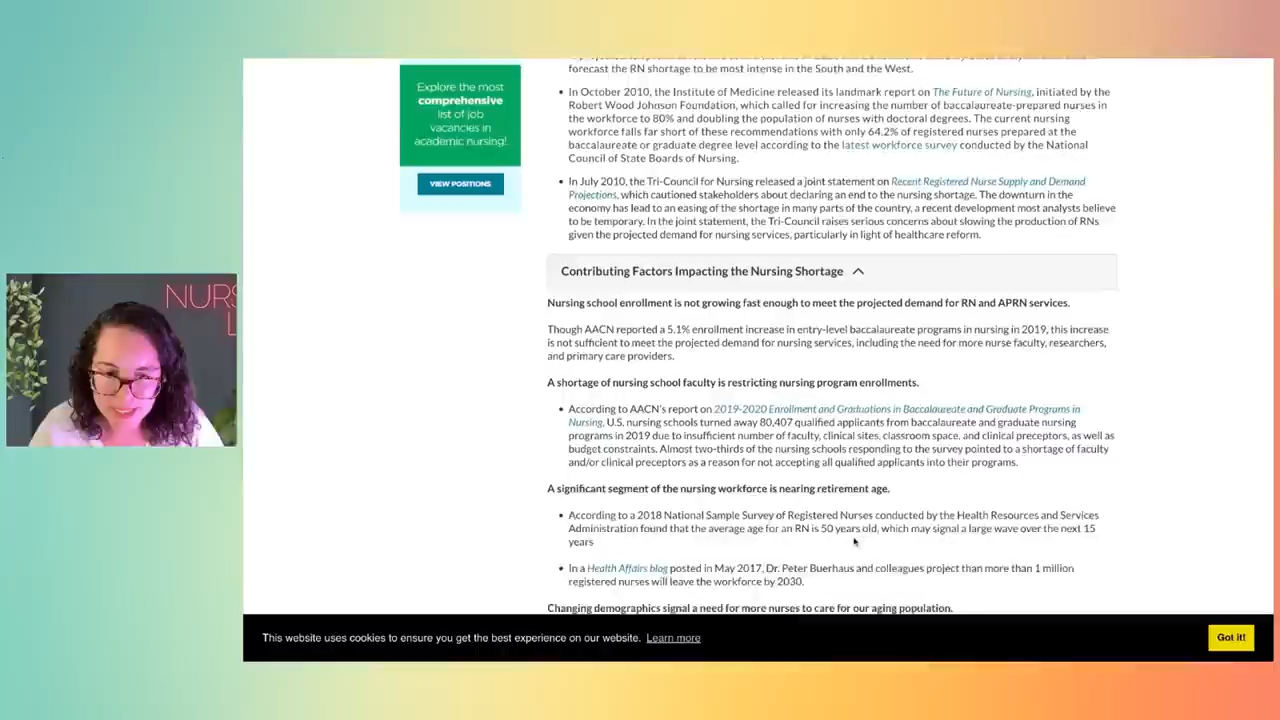 Explore the most
comprehensive
list of job
vacancies in
academic nursing!
VIEW POSITIONS
NURS
L
forecast the RN shortage to be most intense in the South and the West.
In October 2010, the Institute of Medicine released its landmark report on The Future of Nursing, initiated by the
Robert Wood Johnson Foundation, which called for increasing the number of baccalaureate-prepared nurses in
the workforce to 80% and doubling the population of nurses with doctoral degrees. The current nursing
workforce falls far short of these recommendations with only 64.2% of registered nurses prepared at the
baccalaureate or graduate degree level according to the latest workforce survey conducted by the National
Council of State Boards of Nursing.
In July 2010, the Tri-Council for Nursing released a joint statement on Recent Registered Nurse Supply and Demand
Projections, which cautioned stakeholders about declaring an end to the nursing shortage. The downturn in the
economy has lead to an easing of the shortage in many parts of the country, a recent development most analysts believe
to be temporary. In the joint statement, the Tri-Council raises serious concerns about slowing the production of RNs
given the projected demand for nursing services, particularly in light of healthcare reform.
Contributing Factors Impacting the Nursing Shortage
Nursing school enrollment is not growing fast enough to meet the projected demand for RN and APRN services.
Though AACN reported a 5.1% enrollment increase in entry-level baccalaureate programs in nursing in 2019, this increase
is not sufficient to meet the projected demand for nursing services, including the need for more nurse faculty, researchers,
and primary care providers.
A shortage of nursing school faculty is restricting nursing program enrollments.
According to AACN's report on 2019-2020 Enrollment and Graduations in Baccalaureate and Graduate Programs in
Nursing, U.S. nursing schools turned away 80,407 qualified applicants from baccalaureate and graduate nursing
programs in 2019 due to insufficient number of faculty, clinical sites, classroom space, and clinical preceptors, as well as
budget constraints. Almost two-thirds of the nursing schools responding to the survey pointed to a shortage of faculty
and/or clinical preceptors as a reason for not accepting all qualified applicants into their programs.
A significant segment of the nursing workforce is nearing retirement age.
According to a 2018 National Sample Survey of Registered Nurses conducted by the Health Resources and Services
Administration found that the average age for an RN is 50 years old, which may signal a large wave over the next 15
years
In a Health Affairs blog posted in May 2017, Dr. Peter Buerhaus and colleagues project than more than 1 million
registered nurses will leave the workforce by 2030.
Changing demographics signal a need for more nurses to care for our aging population.
This website uses cookies to ensure you get the best experience on our website. Learn more
Got it!